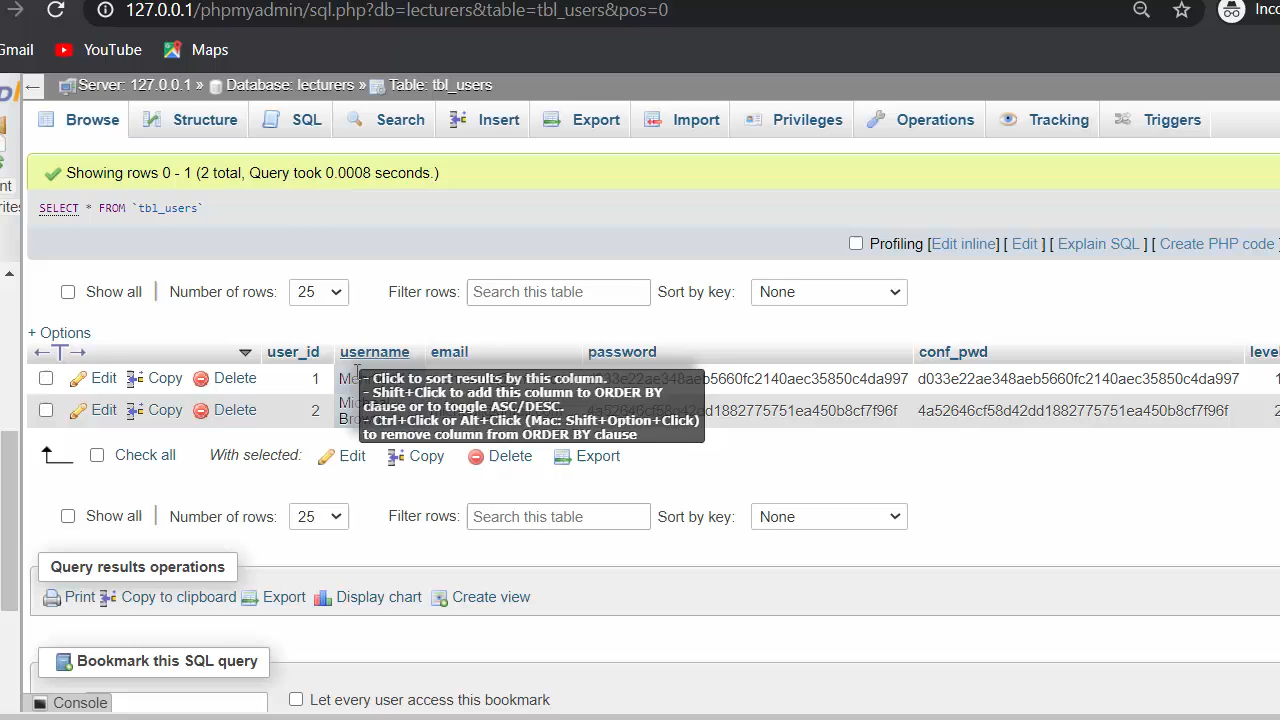 127.0.0.1/phpmyadmin/sql.php?db=lecturers&table=tbl_users&pos=0
Gmail YouTube Maps
Server: 127.0.0.1 » Database: lecturers » Table: tbl_users
Browse Structure SQL Search Insert Export Import Privileges Operations Tracking Triggers
Showing rows 0 - 1 (2 total, Query took 0.0008 seconds.)
SELECT * FROM `tbl_users`
Profiling [Edit inline] [ Edit ] [ Explain SQL ] [ Create PHP code ]
Show all Number of rows: 25 Filter rows: Search this table Sort by key: None
+ Options
user_id username email password conf_pwd level
Edit Copy Delete 1 d033e22ae348aeb5660fc2140aec35850c4da997
- Click to sort results by this column.
- Shift+Click to add this column to ORDER BY
clause or to toggle ASC/DESC.
- Ctrl+Click or Alt+Click (Mac: Shift+Option+Click)
to remove column from ORDER BY clause
Edit Copy Delete 2 4a52646cf58d42dd1882775751ea450b8cf7f96f
Check all With selected: Edit Copy Delete Export
Show all Number of rows: 25 Filter rows: Search this table Sort by key: None
Query results operations
Print Copy to clipboard Export Display chart Create view
Bookmark this SQL query
Console
Let every user access this bookmark